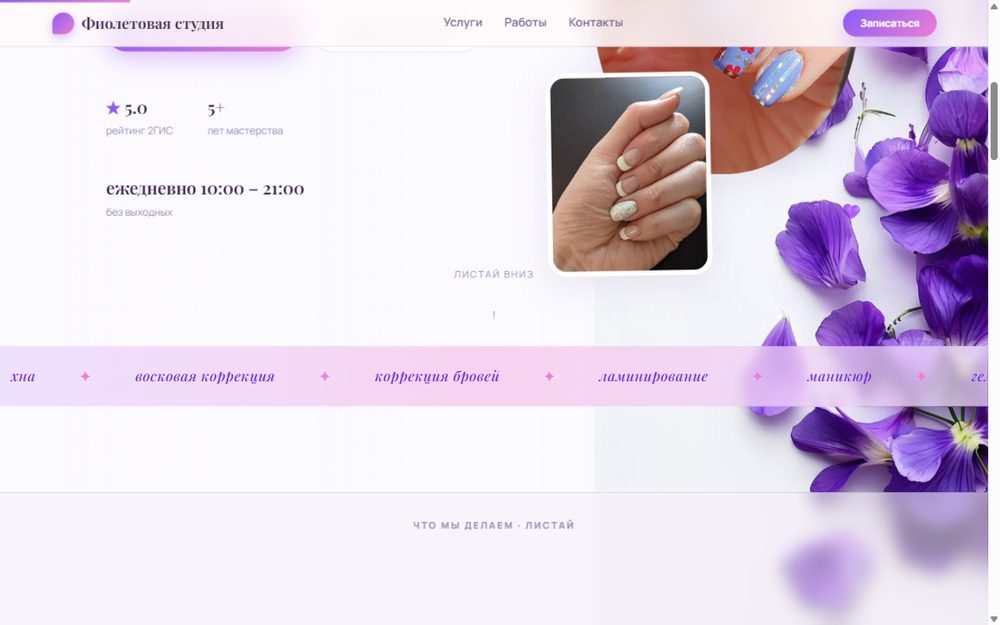 Фиолетовая студия
Услуги Работы Контакты
Записаться
★ 5.0
рейтинг 2ГИС
5+
лет мастерства
ежедневно 10:00 – 21:00
без выходных
ЛИСТАЙ ВНИЗ
хна ✦ восковая коррекция ✦ коррекция бровей ✦ ламинирование ✦ маникюр ✦
ЧТО МЫ ДЕЛАЕМ · ЛИСТАЙ